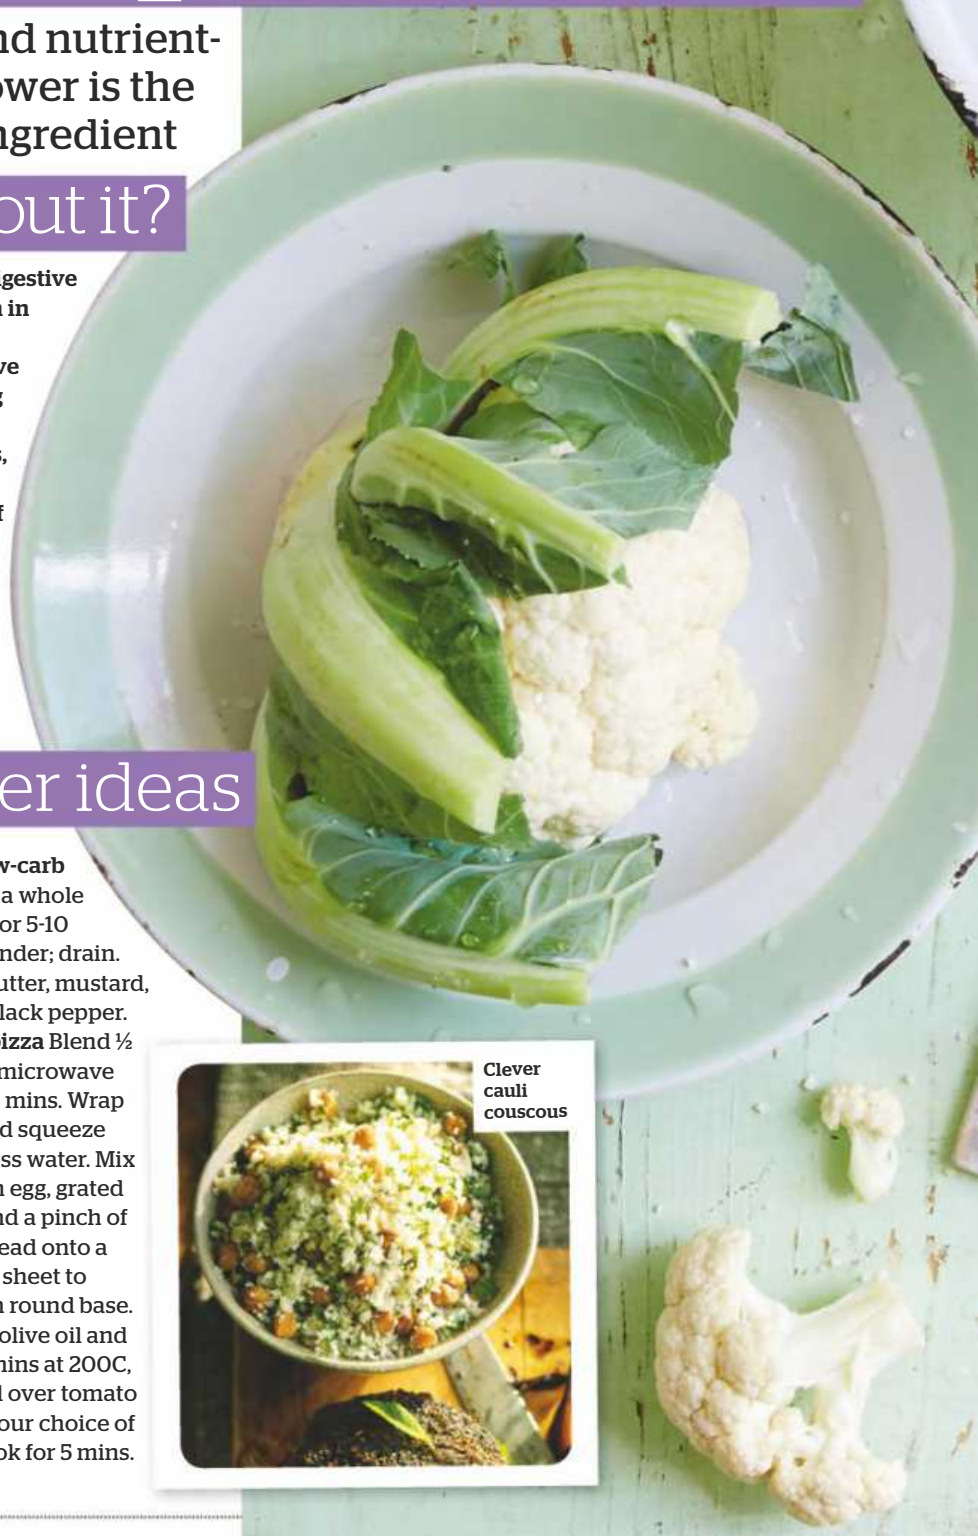 nd nutrient-
ower is the
ngredient
out it?
igestive
in
ve
g
s,
f
er ideas
w-carb
a whole
or 5-10
nder; drain.
utter, mustard,
lack pepper.
pizza Blend ½
microwave
mins. Wrap
d squeeze
ss water. Mix
n egg, grated
nd a pinch of
ead onto a
sheet to
n round base.
olive oil and
mins at 200C,
l over tomato
our choice of
ok for 5 mins.
Clever
cauli
couscous